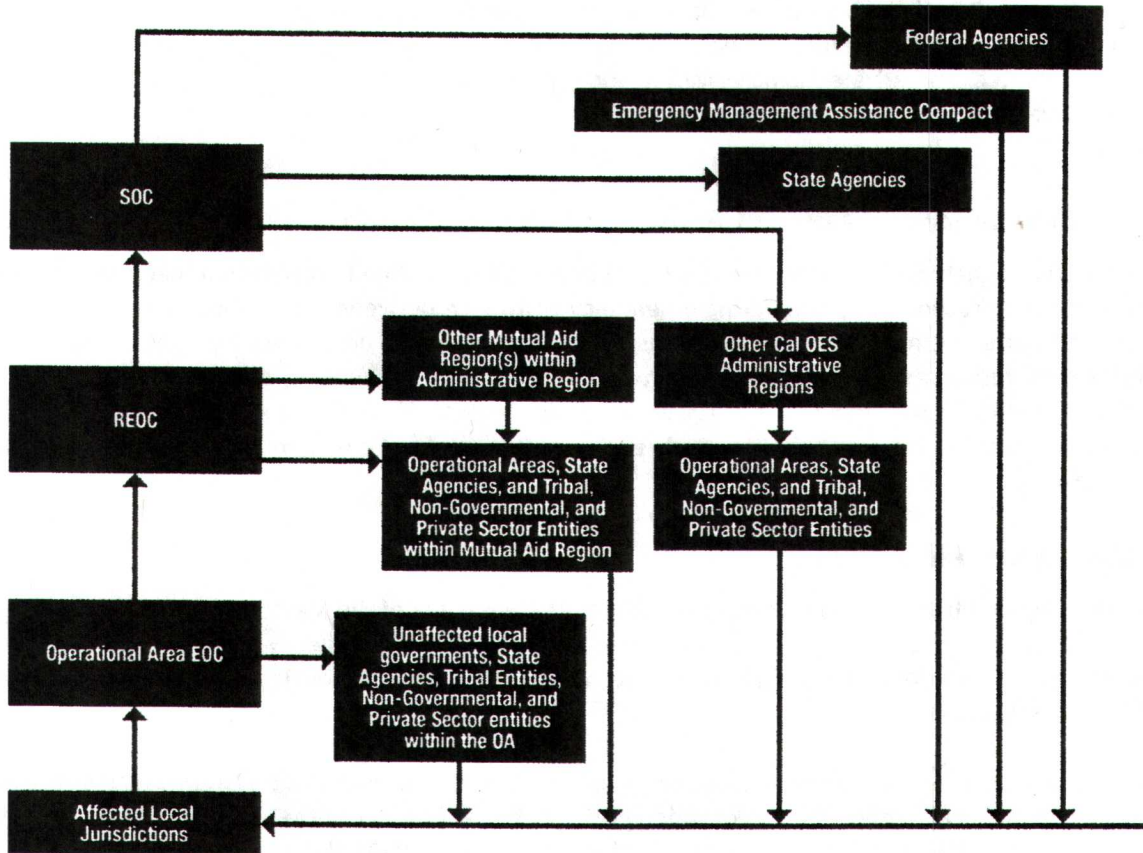 Federal Agencies
Emergency Management Assistance Compact
State Agencies
SOC
Other Mutual Aid
Region(s) within
Administrative Region
Other Cal OES
Administrative
Regions
REOC
Operational Areas, State
Agencies, and Tribal,
Non-Governmental, and
Private Sector Entities
within Mutual Aid Region
Operational Areas, State
Agencies, and Tribal,
Non-Governmental, and
Private Sector Entities
Operational Area EOC
Unaffected local
governments, State
Agencies, Tribal Entities,
Non-Governmental, and
Private Sector entities
within the OA
Affected Local
Jurisdictions